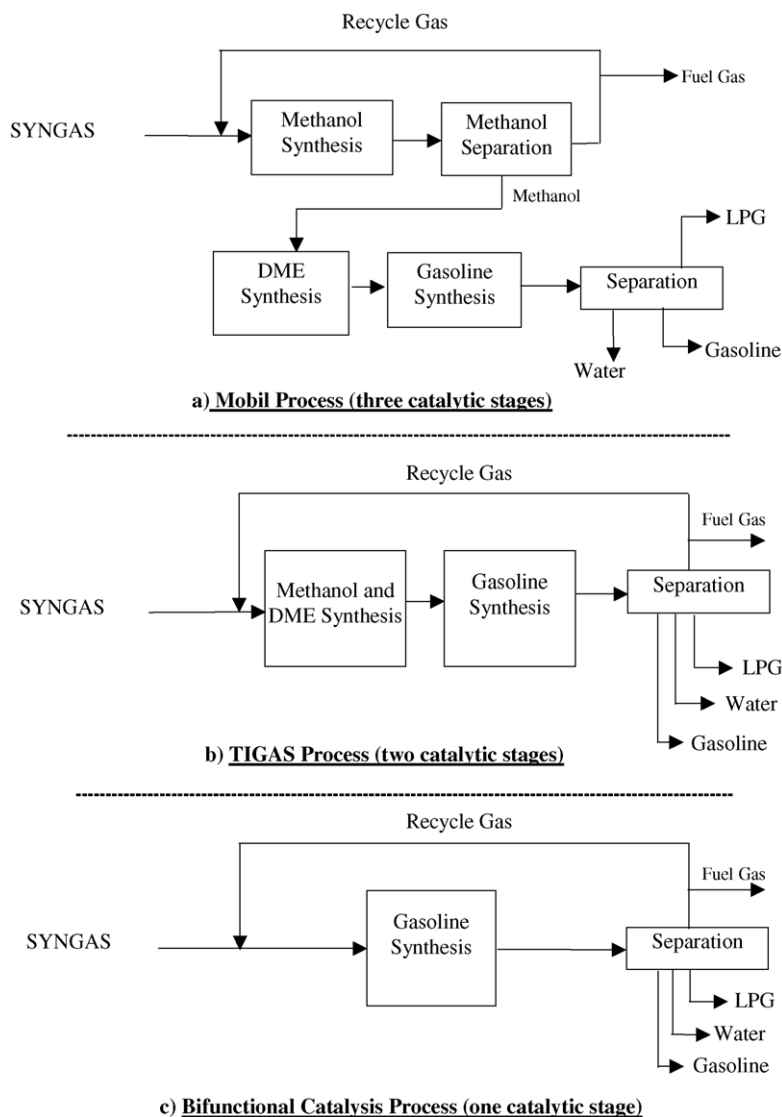 Recycle Gas
Fuel Gas
SYNGAS
Methanol
Synthesis
Methanol
Separation
Methanol
LPG
DME
Synthesis
Gasoline
Synthesis
Separation
Gasoline
Water
a) Mobil Process (three catalytic stages)
Recycle Gas
Fuel Gas
SYNGAS
Methanol and
DME Synthesis
Gasoline
Synthesis
Separation
LPG
Water
Gasoline
b) TIGAS Process (two catalytic stages)
Recycle Gas
Fuel Gas
SYNGAS
Gasoline
Synthesis
Separation
LPG
Water
Gasoline
c) Bifunctional Catalysis Process (one catalytic stage)